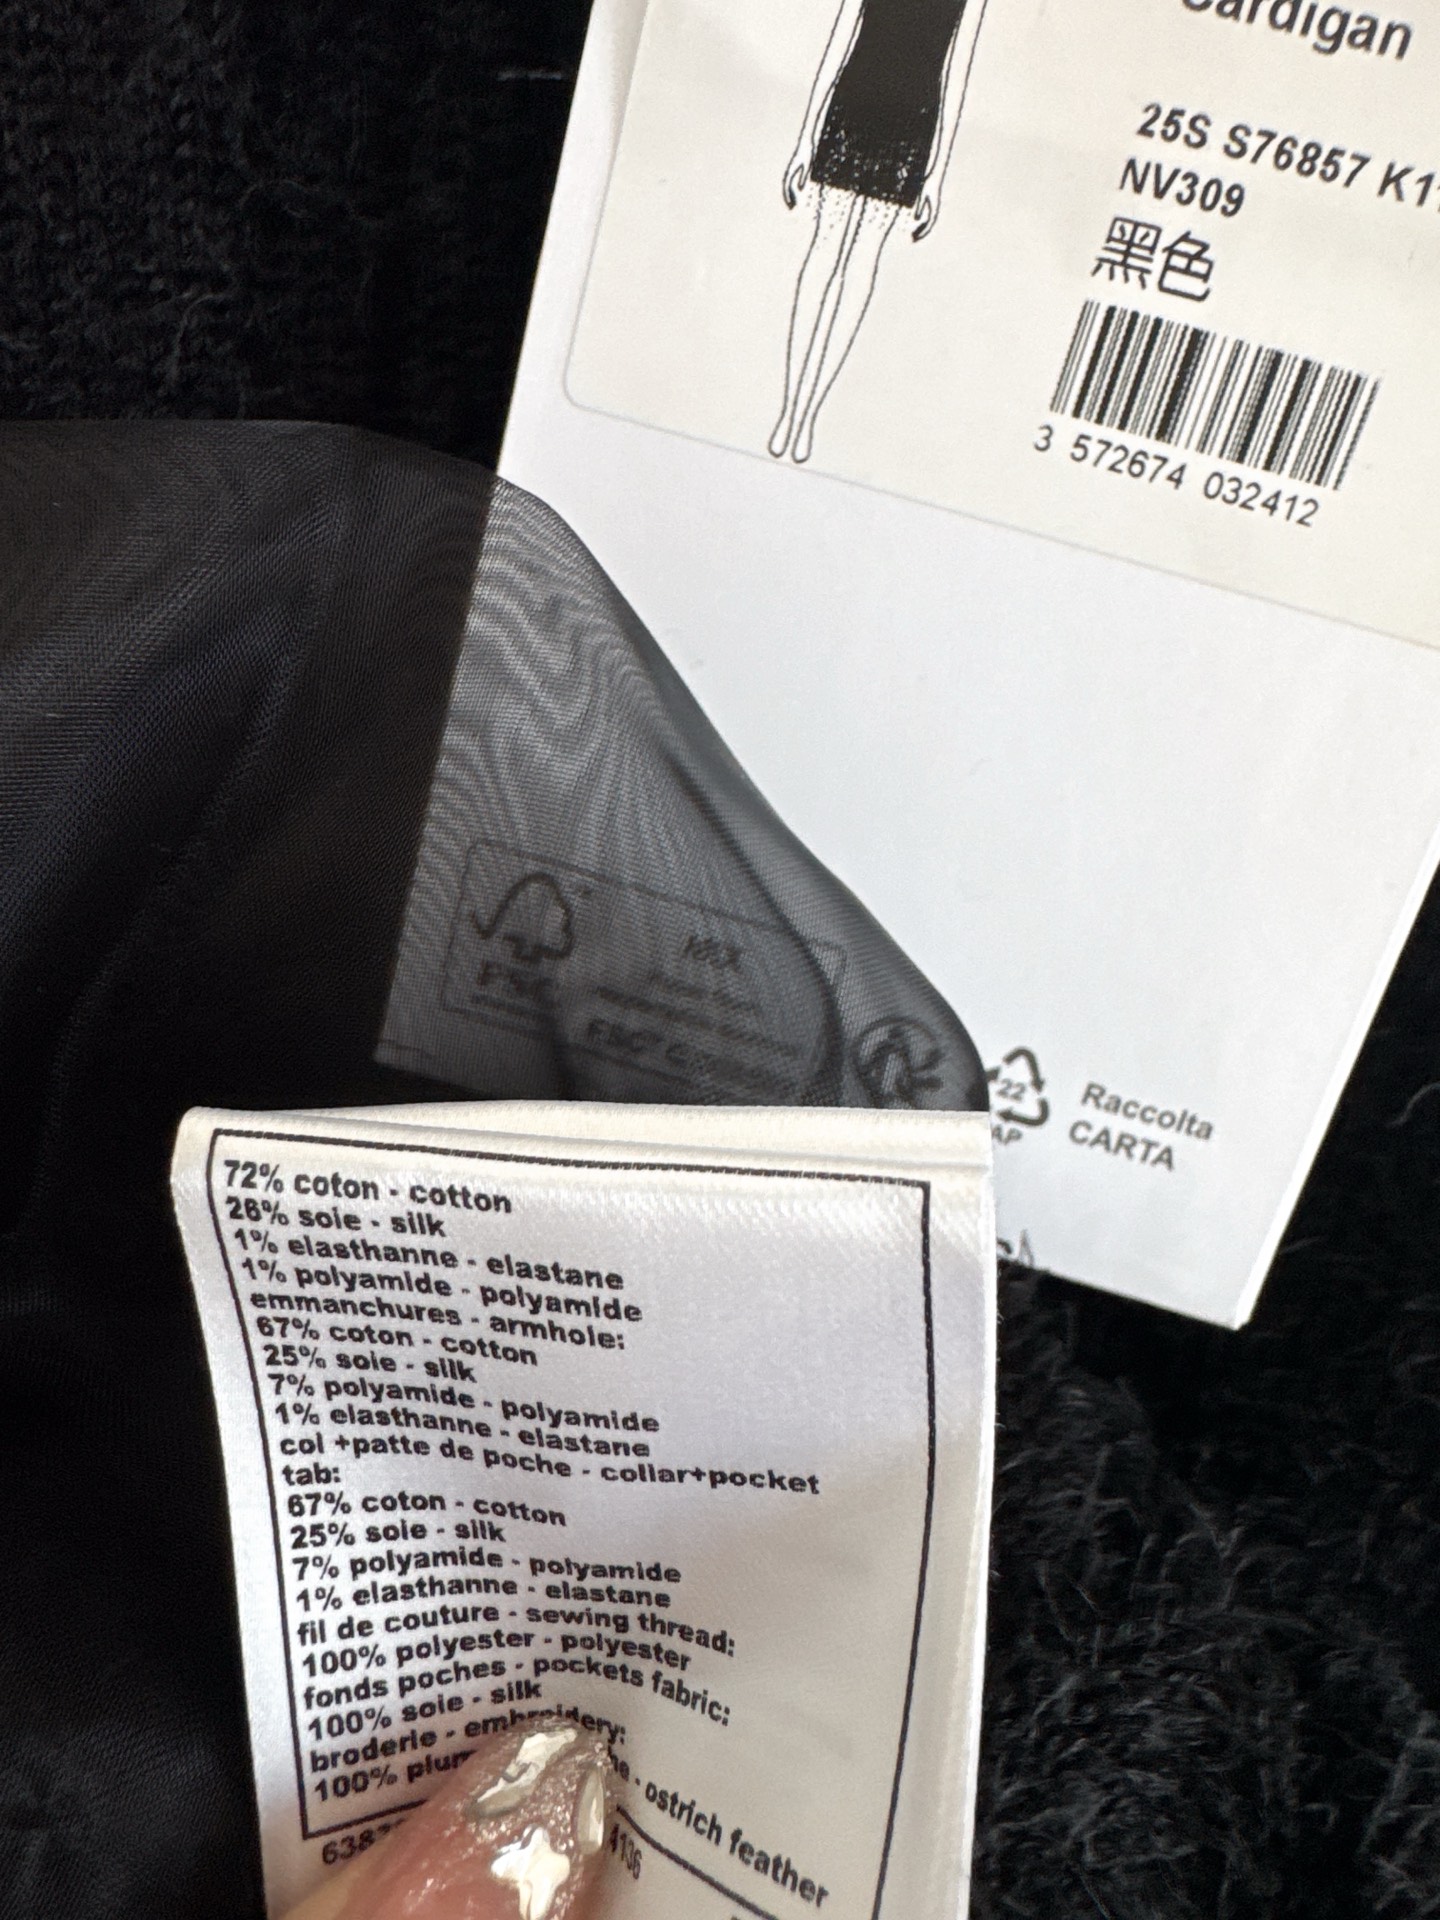 Cardigan
25S S76857
NV309
黑色
3 572674 032412
FSC
22
Raccolta
CARTA
72% coton - cotton
26% soie - silk
1% elasthanne - elastane
1% polyamide - polyamide
emmanchures - armhole:
67% coton - cotton
25% soie - silk
7% polyamide - polyamide
1% elasthanne - elastane
col +patte de poche - collar+pocket
tab:
67% coton - cotton
25% soie - silk
7% polyamide - polyamide
1% elasthanne - elastane
fil de couture - sewing thread:
100% polyester - polyester
fonds poches - pockets fabric:
100% soie - silk
broderie - embroidery:
100% - ostrich feather